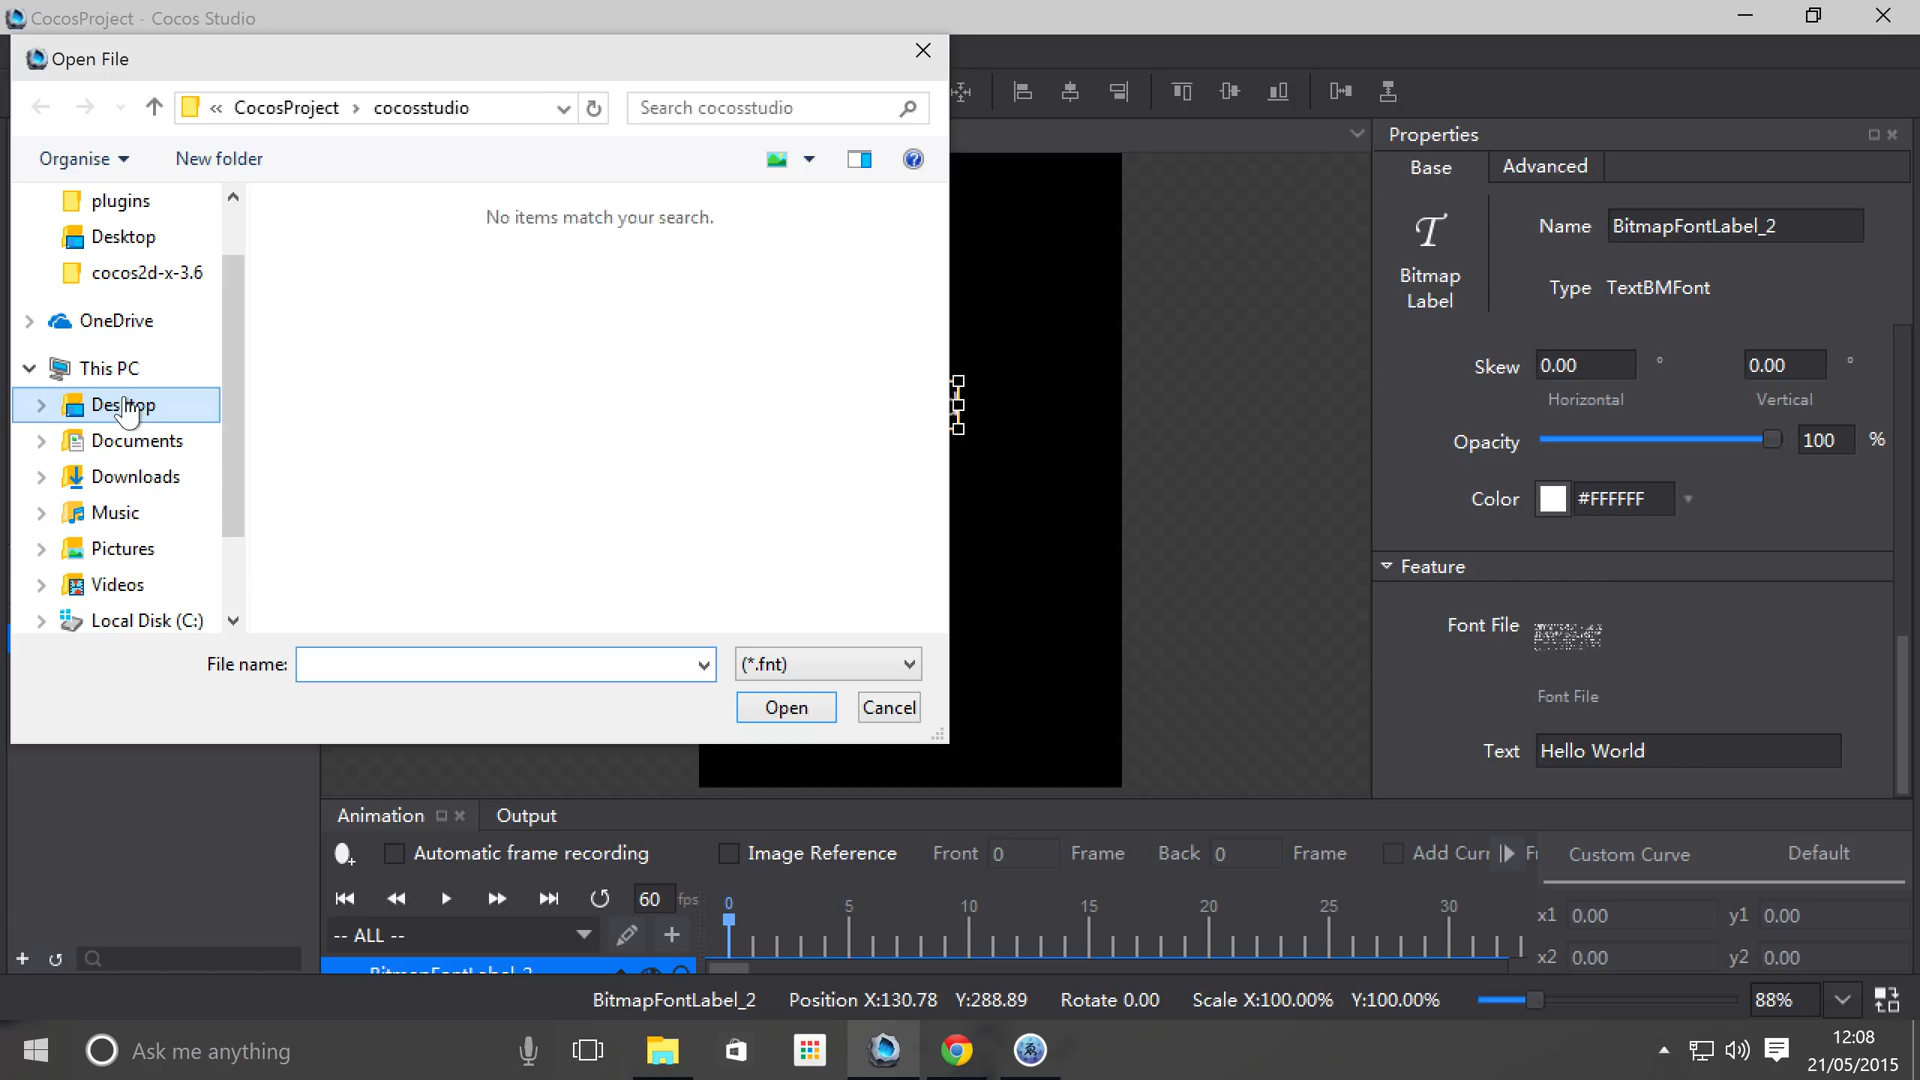 CocosProject - Cocos Studio
Open File
« CocosProject › cocosstudio
Search cocosstudio
Organise
New folder
plugins
Desktop
cocos2d-x-3.6
OneDrive
This PC
Desktop
Documents
Downloads
Music
Pictures
Videos
Local Disk (C:)
No items match your search.
File name:
(*.fnt)
Open
Cancel
Properties
Base
Advanced
Bitmap
Label
Name
BitmapFontLabel_2
Type
TextBMFont
Skew
0.00 °
0.00 °
Horizontal
Vertical
Opacity
100 %
Color
#FFFFFF
Feature
Font File
Font File
Text
Hello World
Animation
Output
Automatic frame recording
Image Reference
Front 0 Frame
Back 0 Frame
Add Curr
Custom Curve
Default
60 fps
0 5 10 15 20 25 30
-- ALL --
x1 0.00 y1 0.00
x2 0.00 y2 0.00
BitmapFontLabel_2
BitmapFontLabel_2 Position X:130.78 Y:288.89 Rotate 0.00 Scale X:100.00% Y:100.00% 88%
Ask me anything
12:08
21/05/2015